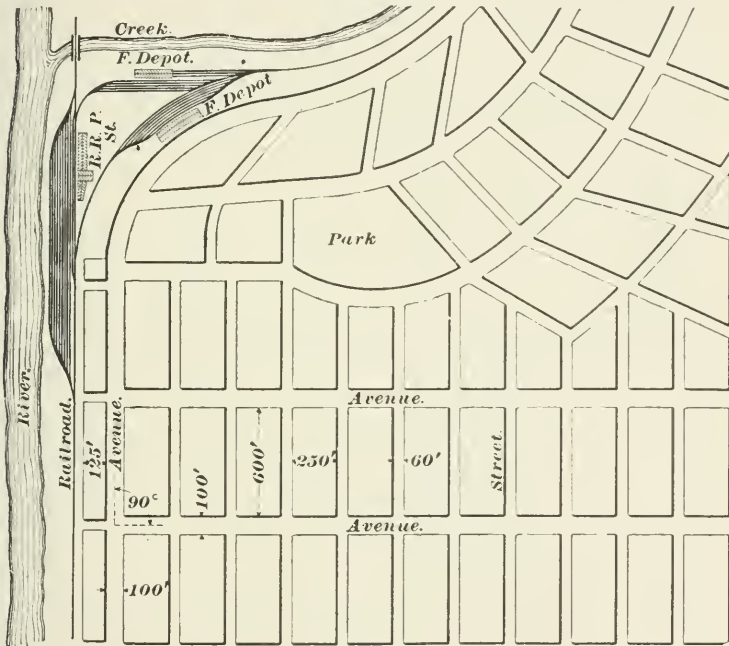 Creek.
F. Depot.
F. Depot
R.R. P.
St.
Park
River.
Railroad.
Avenue.
125'
Avenue.
90°
100'
600'
250'
60'
Street.
Avenue.
100'